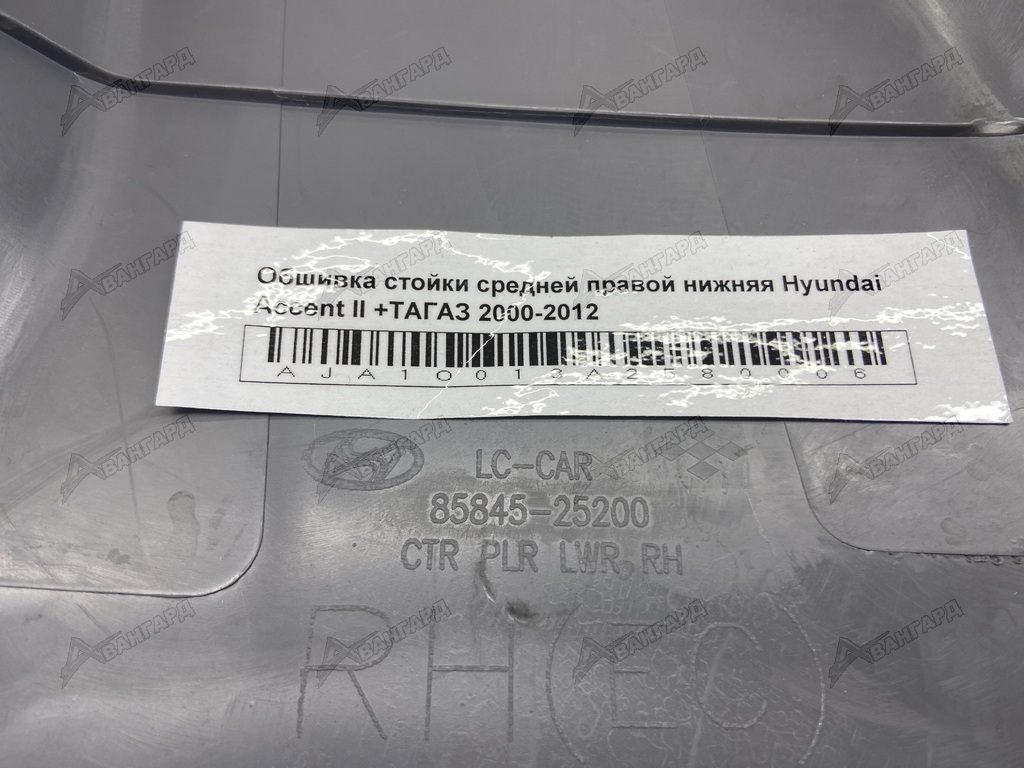 Обшивка стойки средней правой нижняя Hyundai
Accent II +ТАГАЗ 2000-2012
LC-CAR
85845-25200
CTR PLR LWR, RH
RH(EC)
АВАНГАРД